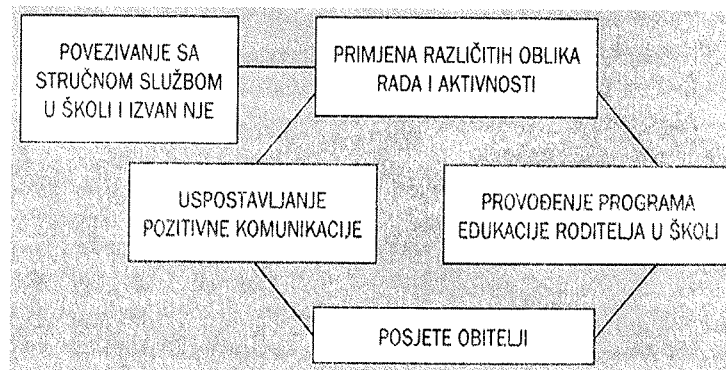 POVEZIVANJE SA
STRUČNOM SLUŽBOM
U ŠKOLI I IZVAN NJE
PRIMJENA RAZLIČITIH OBLIKA
RADA I AKTIVNOSTI
USPOSTAVLJANJE
POZITIVNE KOMUNIKACIJE
PROVOĐENJE PROGRAMA
EDUKACIJE RODITELJA U ŠKOLI
POSJETE OBITELJI